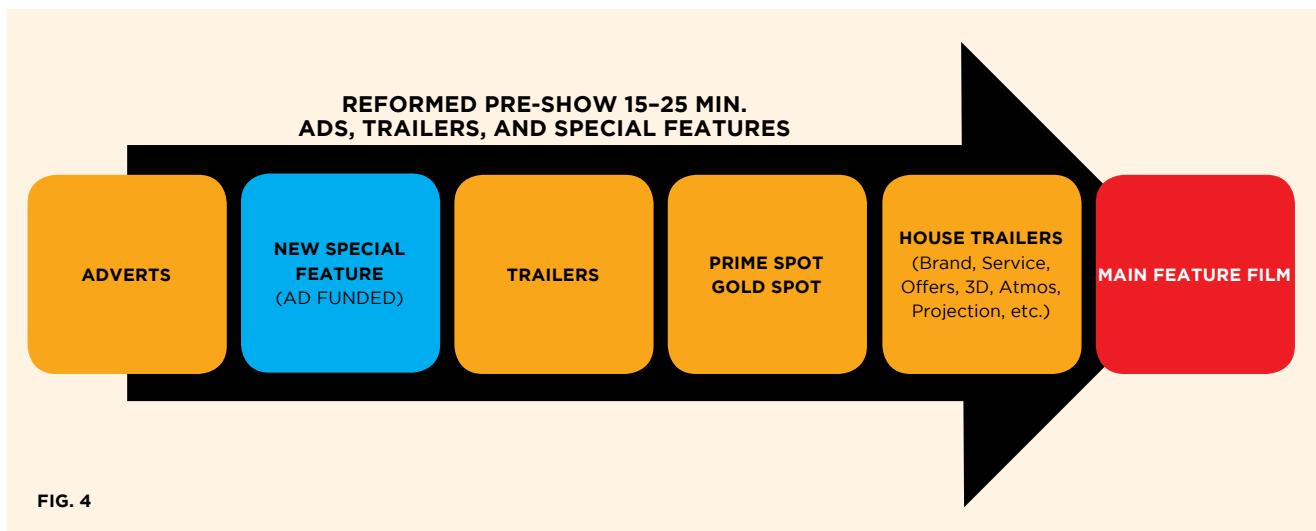 REFORMED PRE-SHOW 15–25 MIN.
ADS, TRAILERS, AND SPECIAL FEATURES
ADVERTS
NEW SPECIAL
FEATURE
(AD FUNDED)
TRAILERS
PRIME SPOT
GOLD SPOT
HOUSE TRAILERS
(Brand, Service,
Offers, 3D, Atmos,
Projection, etc.)
MAIN FEATURE FILM
FIG. 4